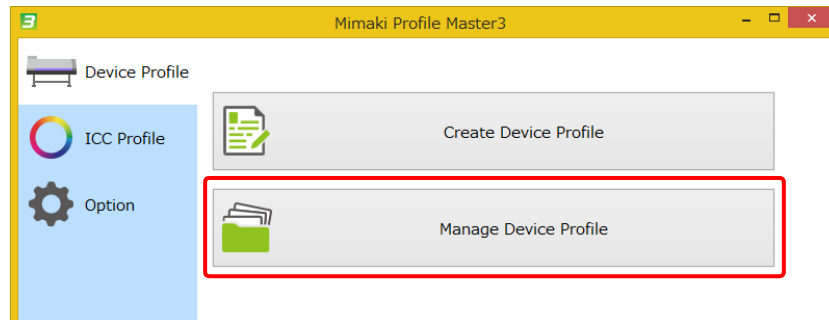 3
Mimaki Profile Master3
Device Profile
Create Device Profile
ICC Profile
Option
Manage Device Profile